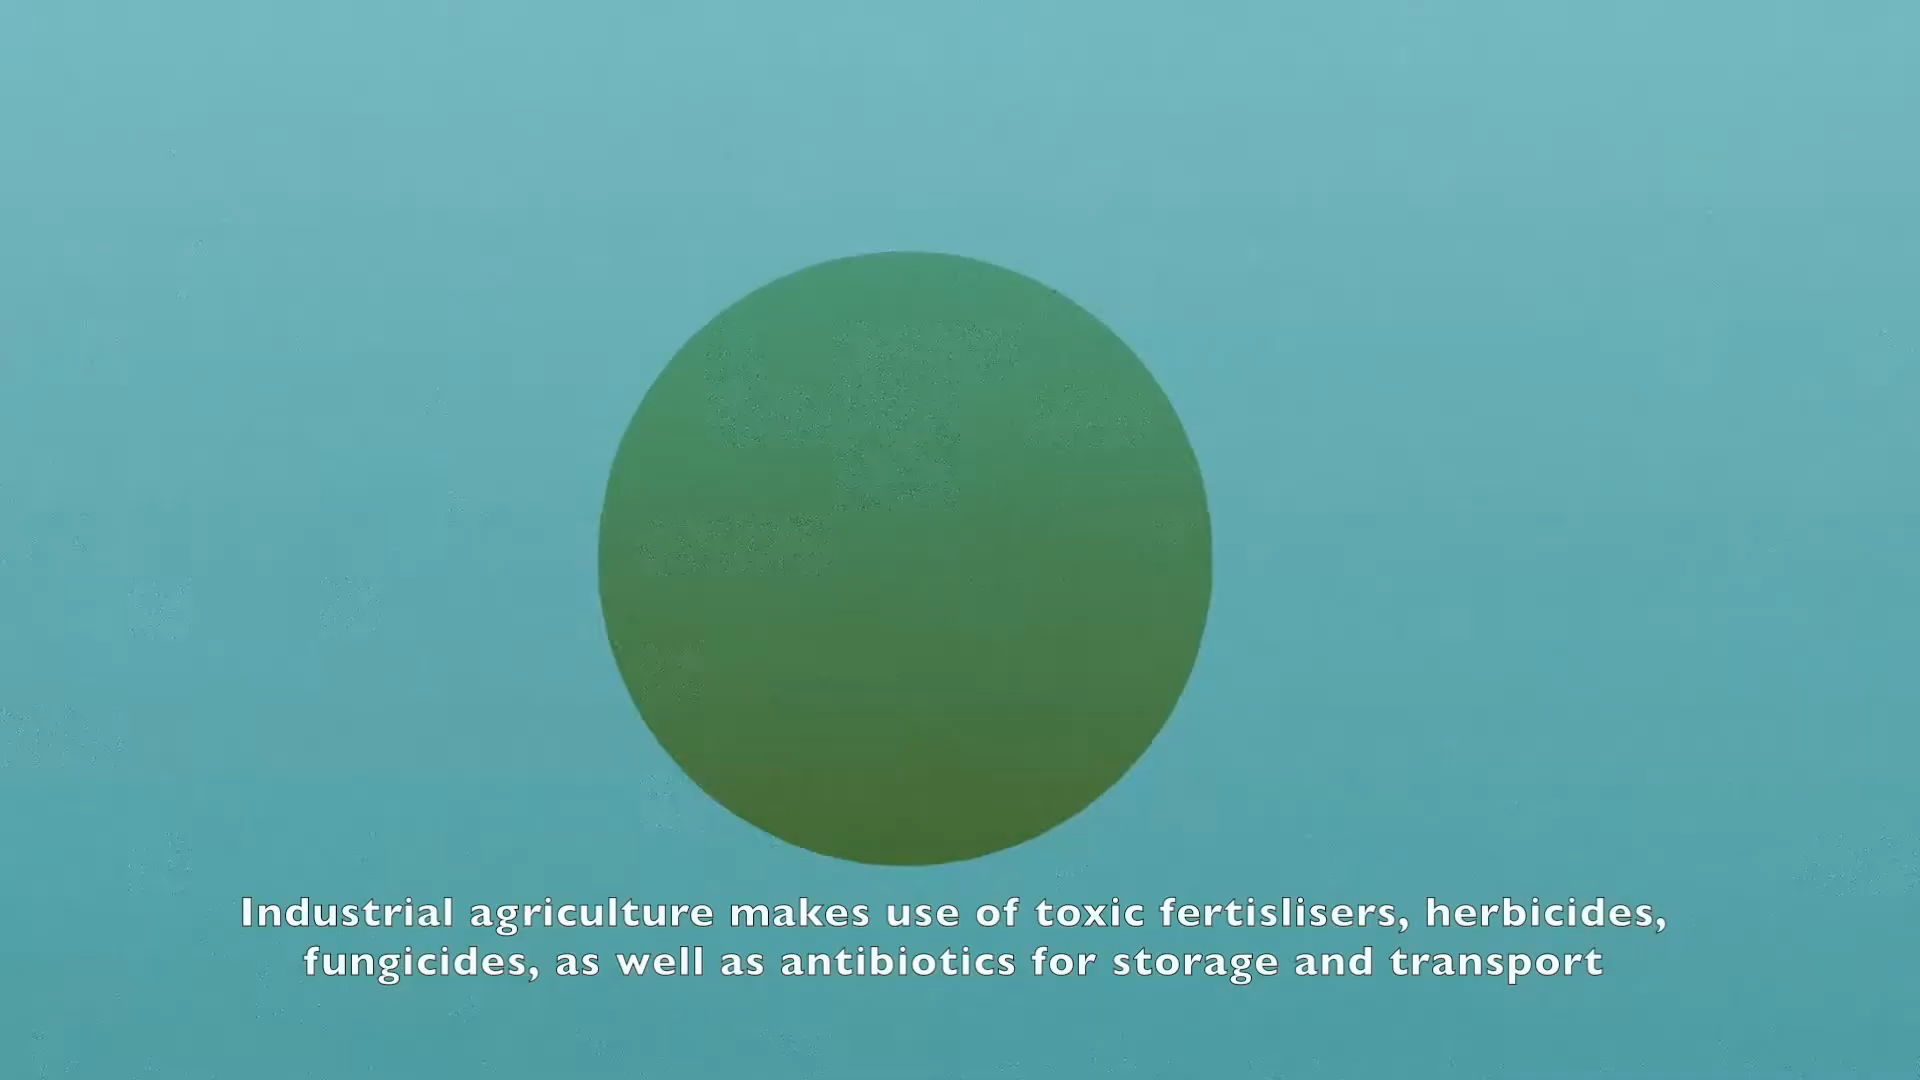 Industrial agriculture makes use of toxic fertislisers, herbicides,
fungicides, as well as antibiotics for storage and transport